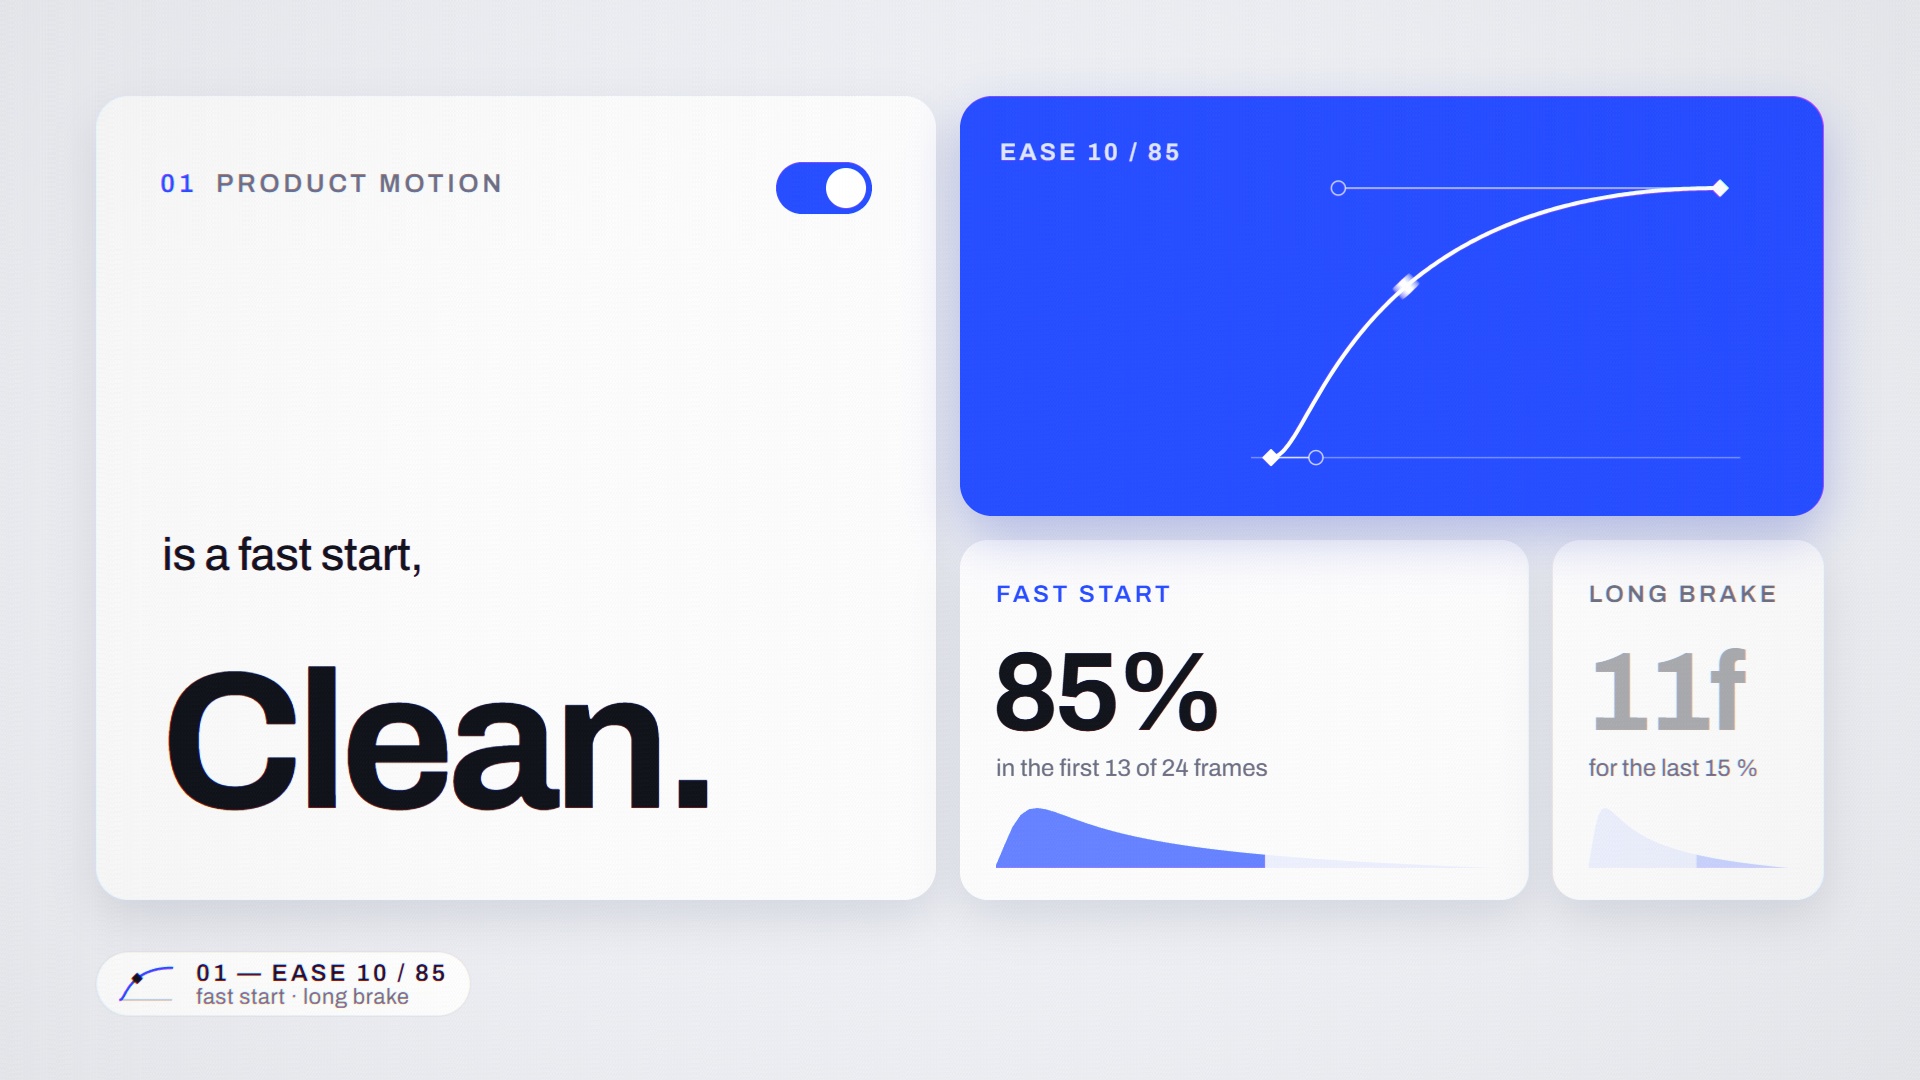 01 PRODUCT MOTION
is a fast start,
Clean.
EASE 10 / 85
FAST START
85%
in the first 13 of 24 frames
LONG BRAKE
11f
for the last 15 %
01 — EASE 10 / 85
fast start · long brake